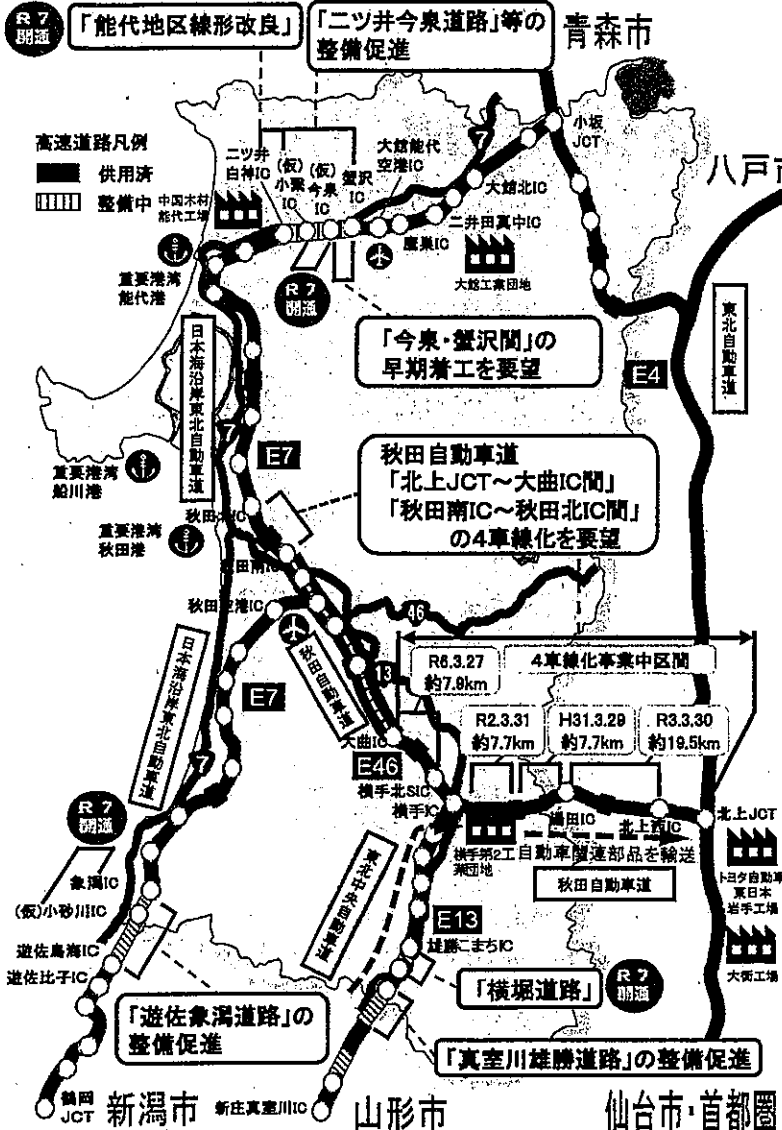 R7
開通
「能代地区線形改良」
「二ツ井今泉道路」等の
整備促進
青森市
高速道路凡例
供用済
整備中
中国木材
能代工場
二ツ井
白神IC
(仮)
小繋
IC
(仮)
今泉
IC
蟹沢
IC
大館能代
空港IC
7
小坂
JCT
大館北IC
二井田真中IC
鷹巣IC
大館工業団地
八戸市
重要港湾
能代港
R7
開通
「今泉・蟹沢間」の
早期着工を要望
東北自動車道
E4
日本海沿岸東北自動車道
7
E7
重要港湾
船川港
秋田自動車道
「北上JCT~大曲IC間」
「秋田南IC~秋田北IC間」
の4車線化を要望
秋田北IC
重要港湾
秋田港
秋田南IC
秋田空港IC
46
秋田自動車道
13
R6.3.27
約7.9km
4車線化事業中区間
R2.3.31
約7.7km
H31.3.29
約7.7km
R3.3.30
約19.5km
日本海沿岸東北自動車道
E7
7
大曲IC
E46
横手北SIC
横手IC
湯田IC
北上西IC
北上JCT
横手第2工
業団地
自動車関連部品を輸送
秋田自動車道
トヨタ自動車
東日本
岩手工場
大衡工場
R7
開通
象潟IC
(仮)小砂川IC
遊佐鳥海IC
遊佐比子IC
東北中央自動車道
E13
雄勝こまちIC
「横堀道路」
R7
開通
「遊佐象潟道路」の
整備促進
「真室川雄勝道路」の整備促進
鶴岡
JCT
新潟市
新庄真室川IC
山形市
仙台市・首都圏